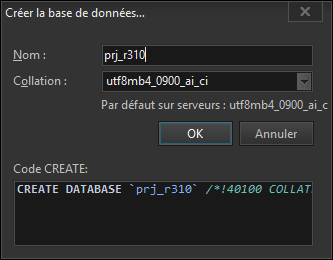 Créer la base de données...
Nom :
prj_r310
Collation :
utf8mb4_0900_ai_ci
Par défaut sur serveurs : utf8mb4_0900_ai_c
OK
Annuler
Code CREATE:
CREATE DATABASE `prj_r310` /*!40100 COLLAT